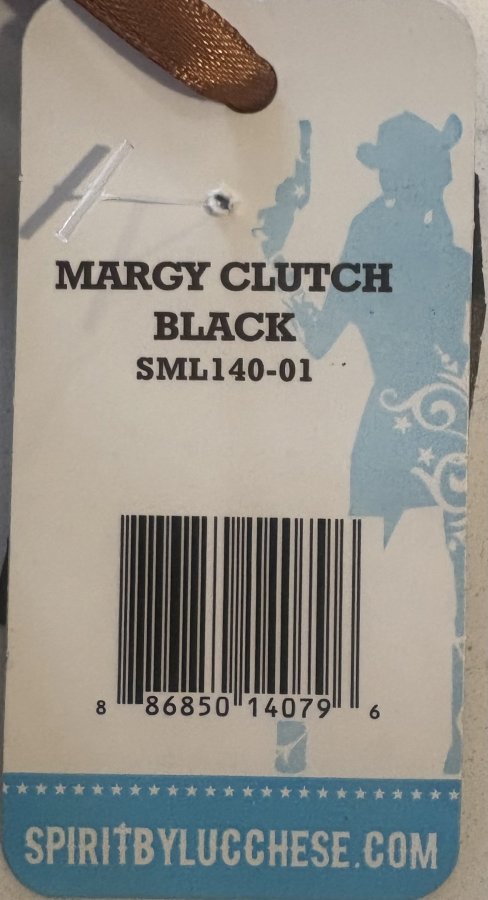 MARGY CLUTCH
BLACK
SML140-01
8 86850 14079 6
SPIRITBYLUCCHESE.COM